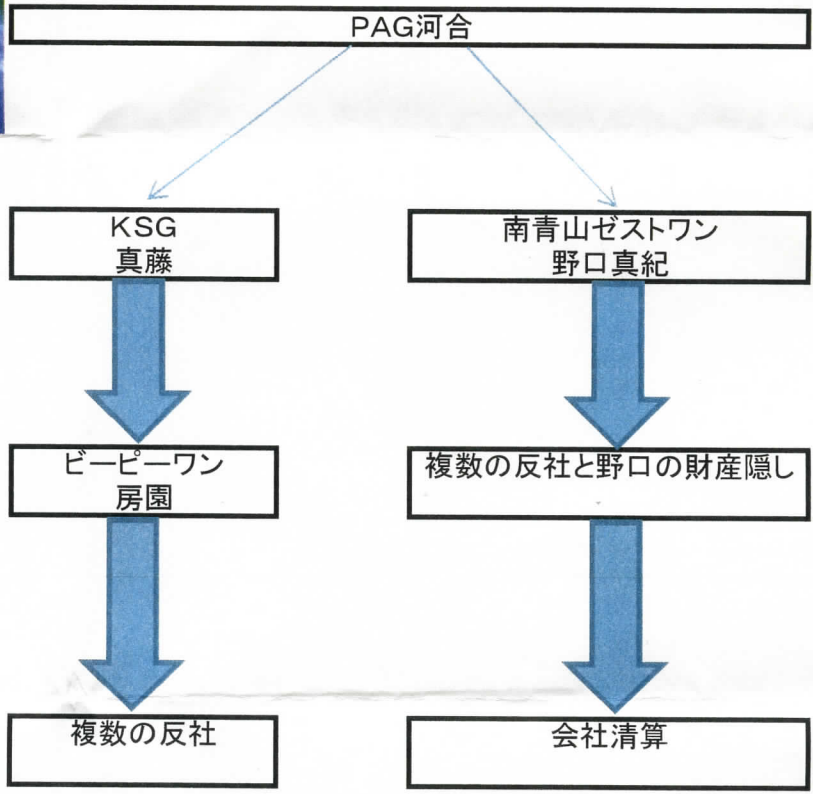 PAG河合
KSG
真藤
南青山ゼストワン
野口真紀
ビーピーワン
房園
複数の反社と野口の財産隠し
複数の反社
会社清算